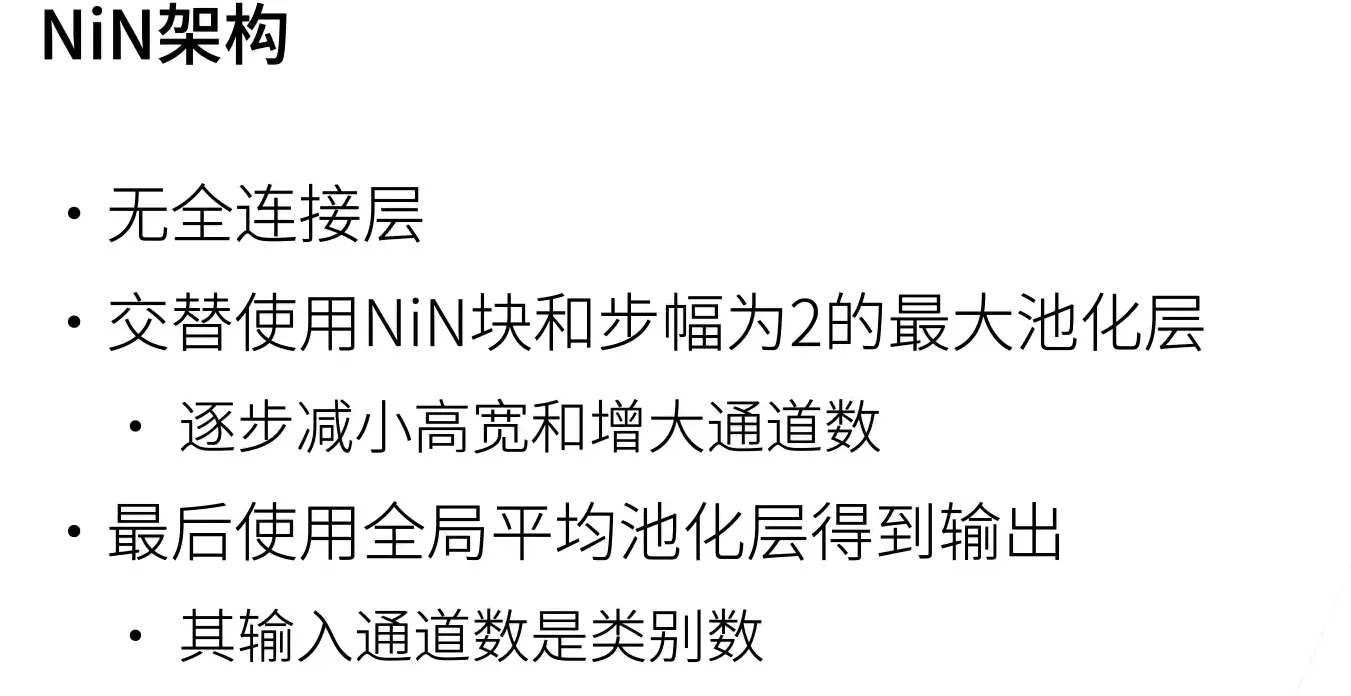 NiN架构
• 无全连接层
• 交替使用NiN块和步幅为2的最大池化层
• 逐步减小高宽和增大通道数
• 最后使用全局平均池化层得到输出
• 其输入通道数是类别数